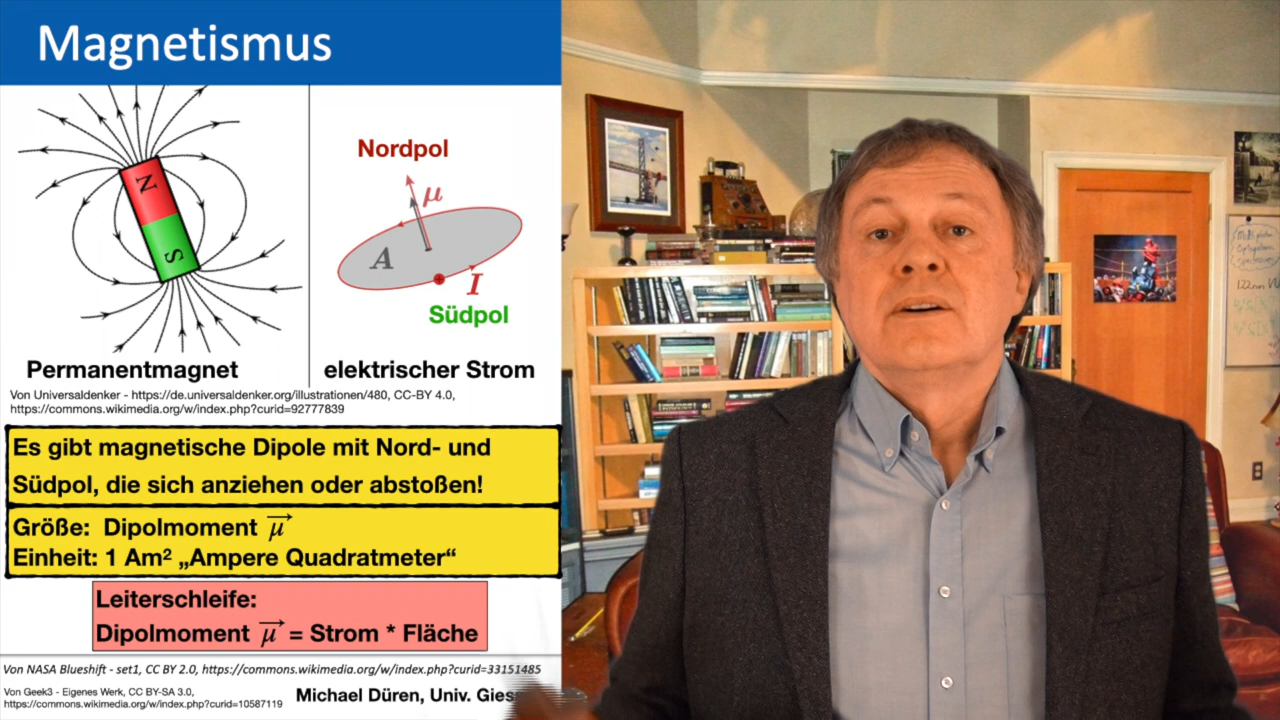 Magnetismus
N
S
Nordpol
μ
A
I
Südpol
Permanentmagnet
elektrischer Strom
Von Universaldenker - https://de.universaldenker.org/illustrationen/480, CC-BY 4.0,
https://commons.wikimedia.org/w/index.php?curid=92777839
Es gibt magnetische Dipole mit Nord- und
Südpol, die sich anziehen oder abstoßen!
Größe: Dipolmoment μ⃗
Einheit: 1 Am² „Ampere Quadratmeter“
Leiterschleife:
Dipolmoment μ⃗ = Strom * Fläche
Von NASA Blueshift - set1, CC BY 2.0, https://commons.wikimedia.org/w/index.php?curid=33151485
Von Geek3 - Eigenes Werk, CC BY-SA 3.0,
https://commons.wikimedia.org/w/index.php?curid=10587119
Michael Düren, Univ.